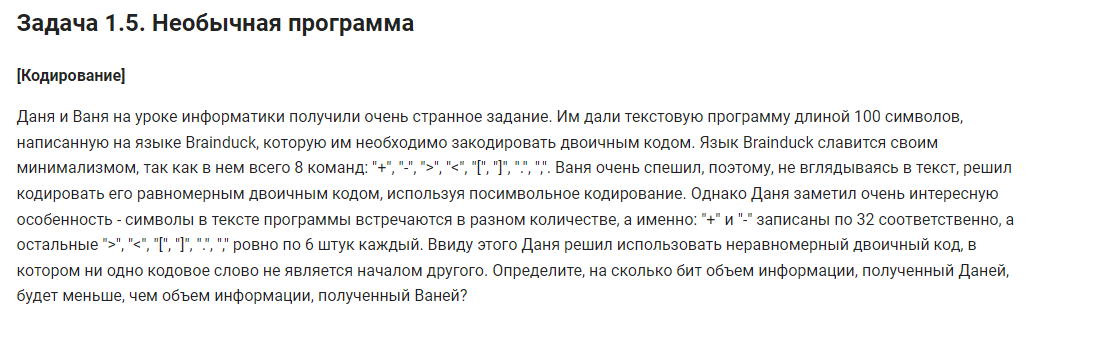 Задача 1.5. Необычная программа
[Кодирование]
Даня и Ваня на уроке информатики получили очень странное задание. Им дали текстовую программу длиной 100 символов,
написанную на языке Brainduck, которую им необходимо закодировать двоичным кодом. Язык Brainduck славится своим
минимализмом, так как в нем всего 8 команд: "+", "-", ">", "<", "[", "]", ".", ",". Ваня очень спешил, поэтому, не вглядываясь в текст, решил
кодировать его равномерным двоичным кодом, используя посимвольное кодирование. Однако Даня заметил очень интересную
особенность - символы в тексте программы встречаются в разном количестве, а именно: "+" и "-" записаны по 32 соответственно, а
остальные ">", "<", "[", "]", ".", "," ровно по 6 штук каждый. Ввиду этого Даня решил использовать неравномерный двоичный код, в
котором ни одно кодовое слово не является началом другого. Определите, на сколько бит объем информации, полученный Даней,
будет меньше, чем объем информации, полученный Ваней?